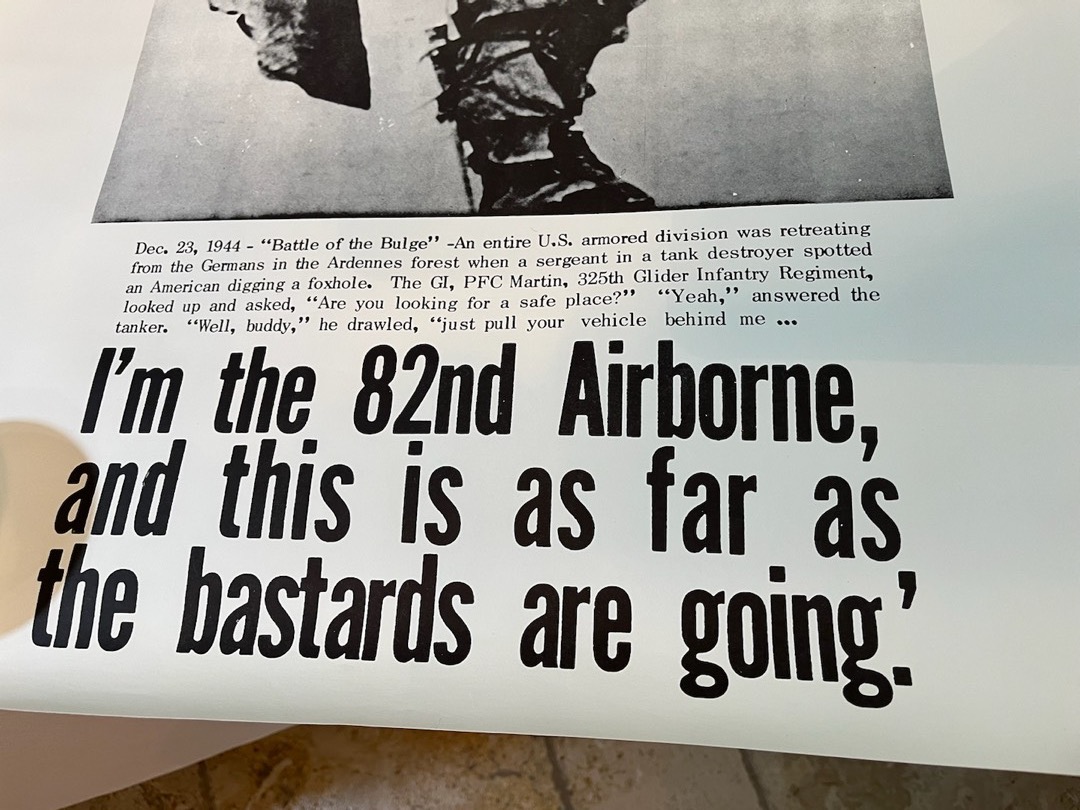 Dec. 23, 1944 - “Battle of the Bulge” -An entire U.S. armored division was retreating
from the Germans in the Ardennes forest when a sergeant in a tank destroyer spotted
an American digging a foxhole. The GI, PFC Martin, 325th Glider Infantry Regiment,
looked up and asked, “Are you looking for a safe place?” “Yeah,” answered the
tanker. “Well, buddy,” he drawled, “just pull your vehicle behind me ...
I’m the 82nd Airborne,
and this is as far as
the bastards are going.’